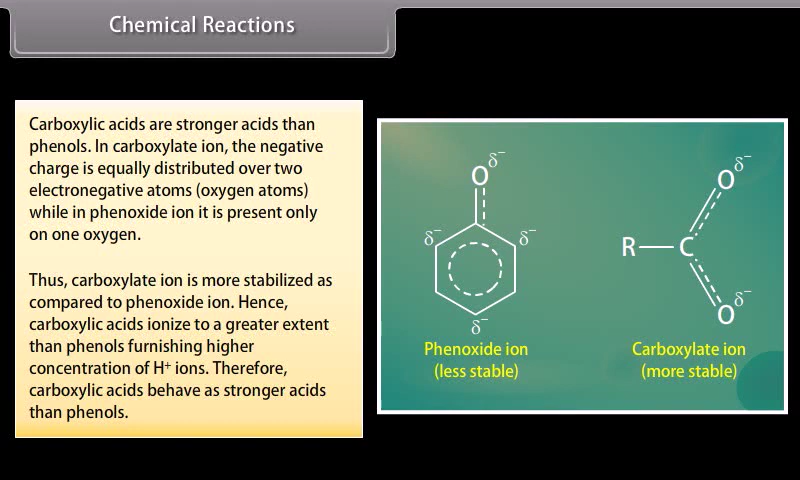 Chemical Reactions
Carboxylic acids are stronger acids than
phenols. In carboxylate ion, the negative
charge is equally distributed over two
electronegative atoms (oxygen atoms)
while in phenoxide ion it is present only
on one oxygen.
Thus, carboxylate ion is more stabilized as
compared to phenoxide ion. Hence,
carboxylic acids ionize to a greater extent
than phenols furnishing higher
concentration of H⁺ ions. Therefore,
carboxylic acids behave as stronger acids
than phenols.
O δ⁻
δ⁻ δ⁻
δ⁻
Phenoxide ion
(less stable)
O δ⁻
R C
O δ⁻
Carboxylate ion
(more stable)